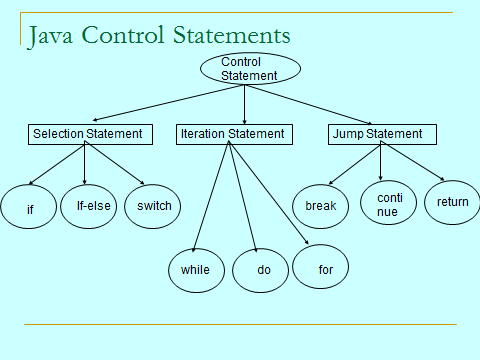 Java Control Statements
Control
Statement
Selection Statement
Iteration Statement
Jump Statement
if
If-else
switch
break
conti
nue
return
while
do
for